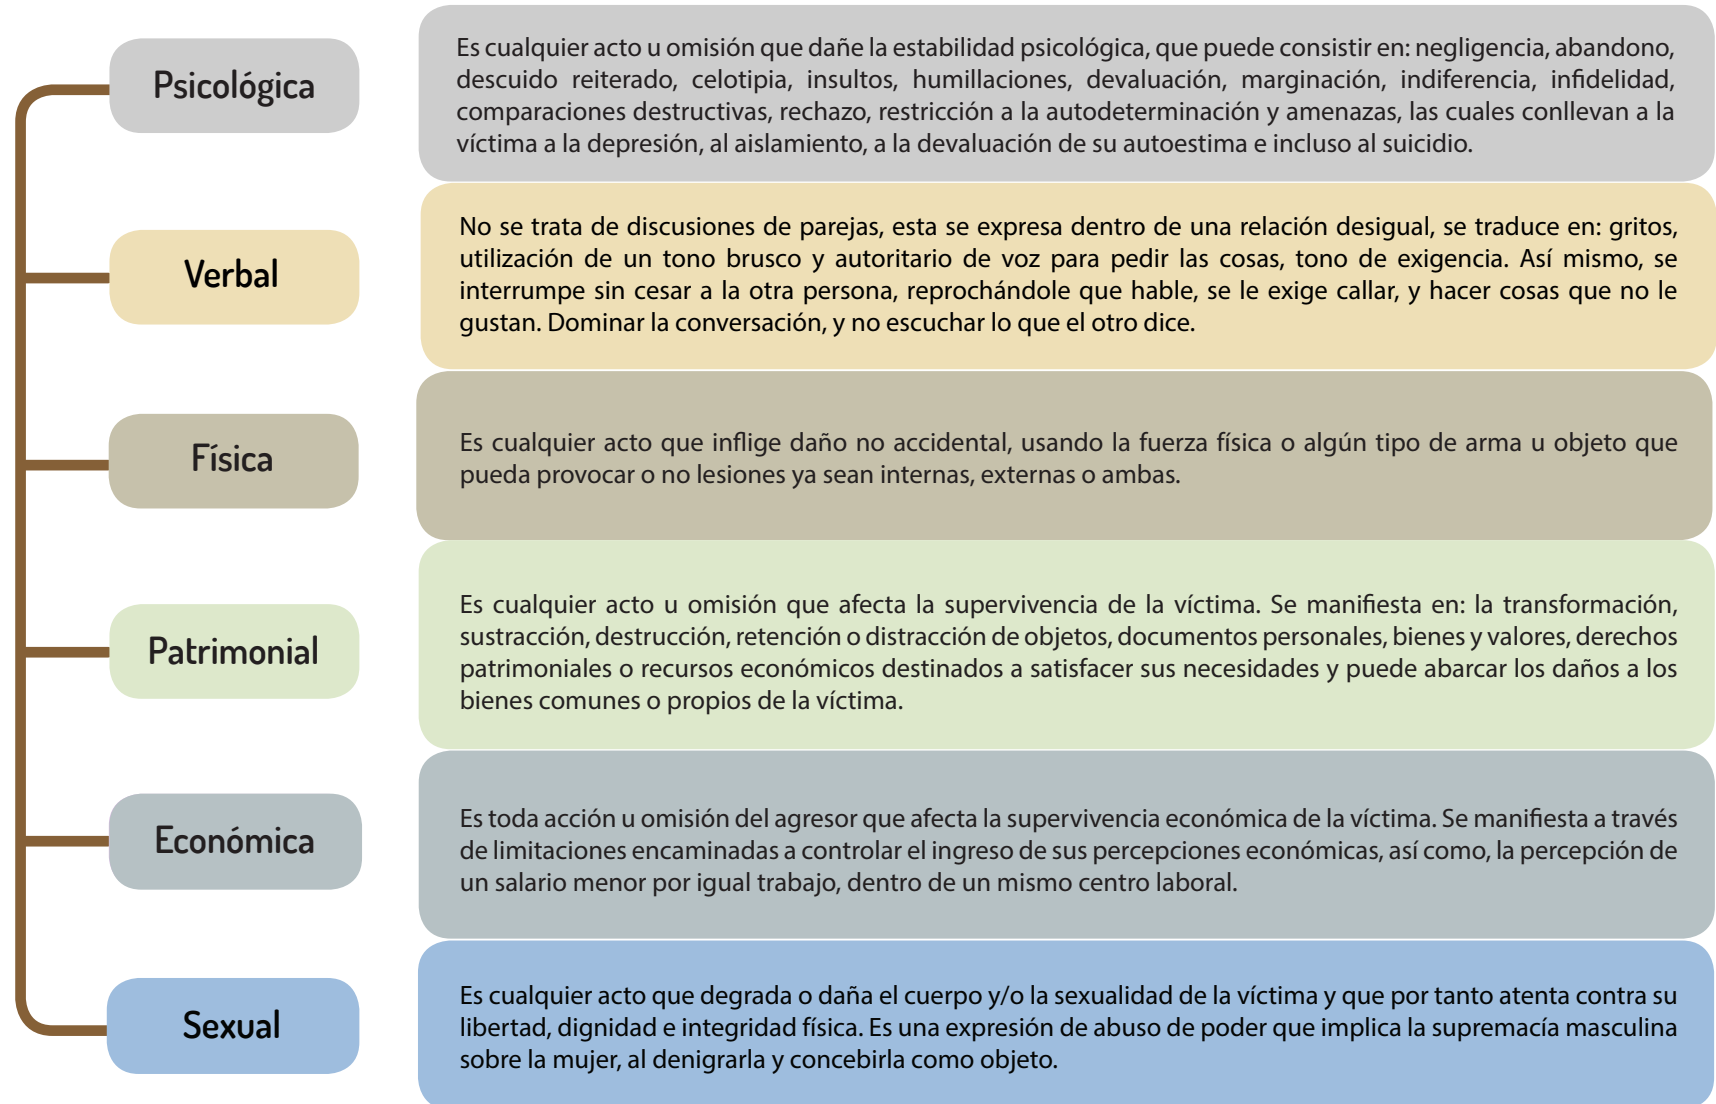 Psicológica
Es cualquier acto u omisión que dañe la estabilidad psicológica, que puede consistir en: negligencia, abandono,
descuido reiterado, celotipia, insultos, humillaciones, devaluación, marginación, indiferencia, infidelidad,
comparaciones destructivas, rechazo, restricción a la autodeterminación y amenazas, las cuales conllevan a la
víctima a la depresión, al aislamiento, a la devaluación de su autoestima e incluso al suicidio.
Verbal
No se trata de discusiones de parejas, esta se expresa dentro de una relación desigual, se traduce en: gritos,
utilización de un tono brusco y autoritario de voz para pedir las cosas, tono de exigencia. Así mismo, se
interrumpe sin cesar a la otra persona, reprochándole que hable, se le exige callar, y hacer cosas que no le
gustan. Dominar la conversación, y no escuchar lo que el otro dice.
Física
Es cualquier acto que inflige daño no accidental, usando la fuerza física o algún tipo de arma u objeto que
pueda provocar o no lesiones ya sean internas, externas o ambas.
Patrimonial
Es cualquier acto u omisión que afecta la supervivencia de la víctima. Se manifiesta en: la transformación,
sustracción, destrucción, retención o distracción de objetos, documentos personales, bienes y valores, derechos
patrimoniales o recursos económicos destinados a satisfacer sus necesidades y puede abarcar los daños a los
bienes comunes o propios de la víctima.
Económica
Es toda acción u omisión del agresor que afecta la supervivencia económica de la víctima. Se manifiesta a través
de limitaciones encaminadas a controlar el ingreso de sus percepciones económicas, así como, la percepción de
un salario menor por igual trabajo, dentro de un mismo centro laboral.
Sexual
Es cualquier acto que degrada o daña el cuerpo y/o la sexualidad de la víctima y que por tanto atenta contra su
libertad, dignidad e integridad física. Es una expresión de abuso de poder que implica la supremacía masculina
sobre la mujer, al denigrarla y concebirla como objeto.